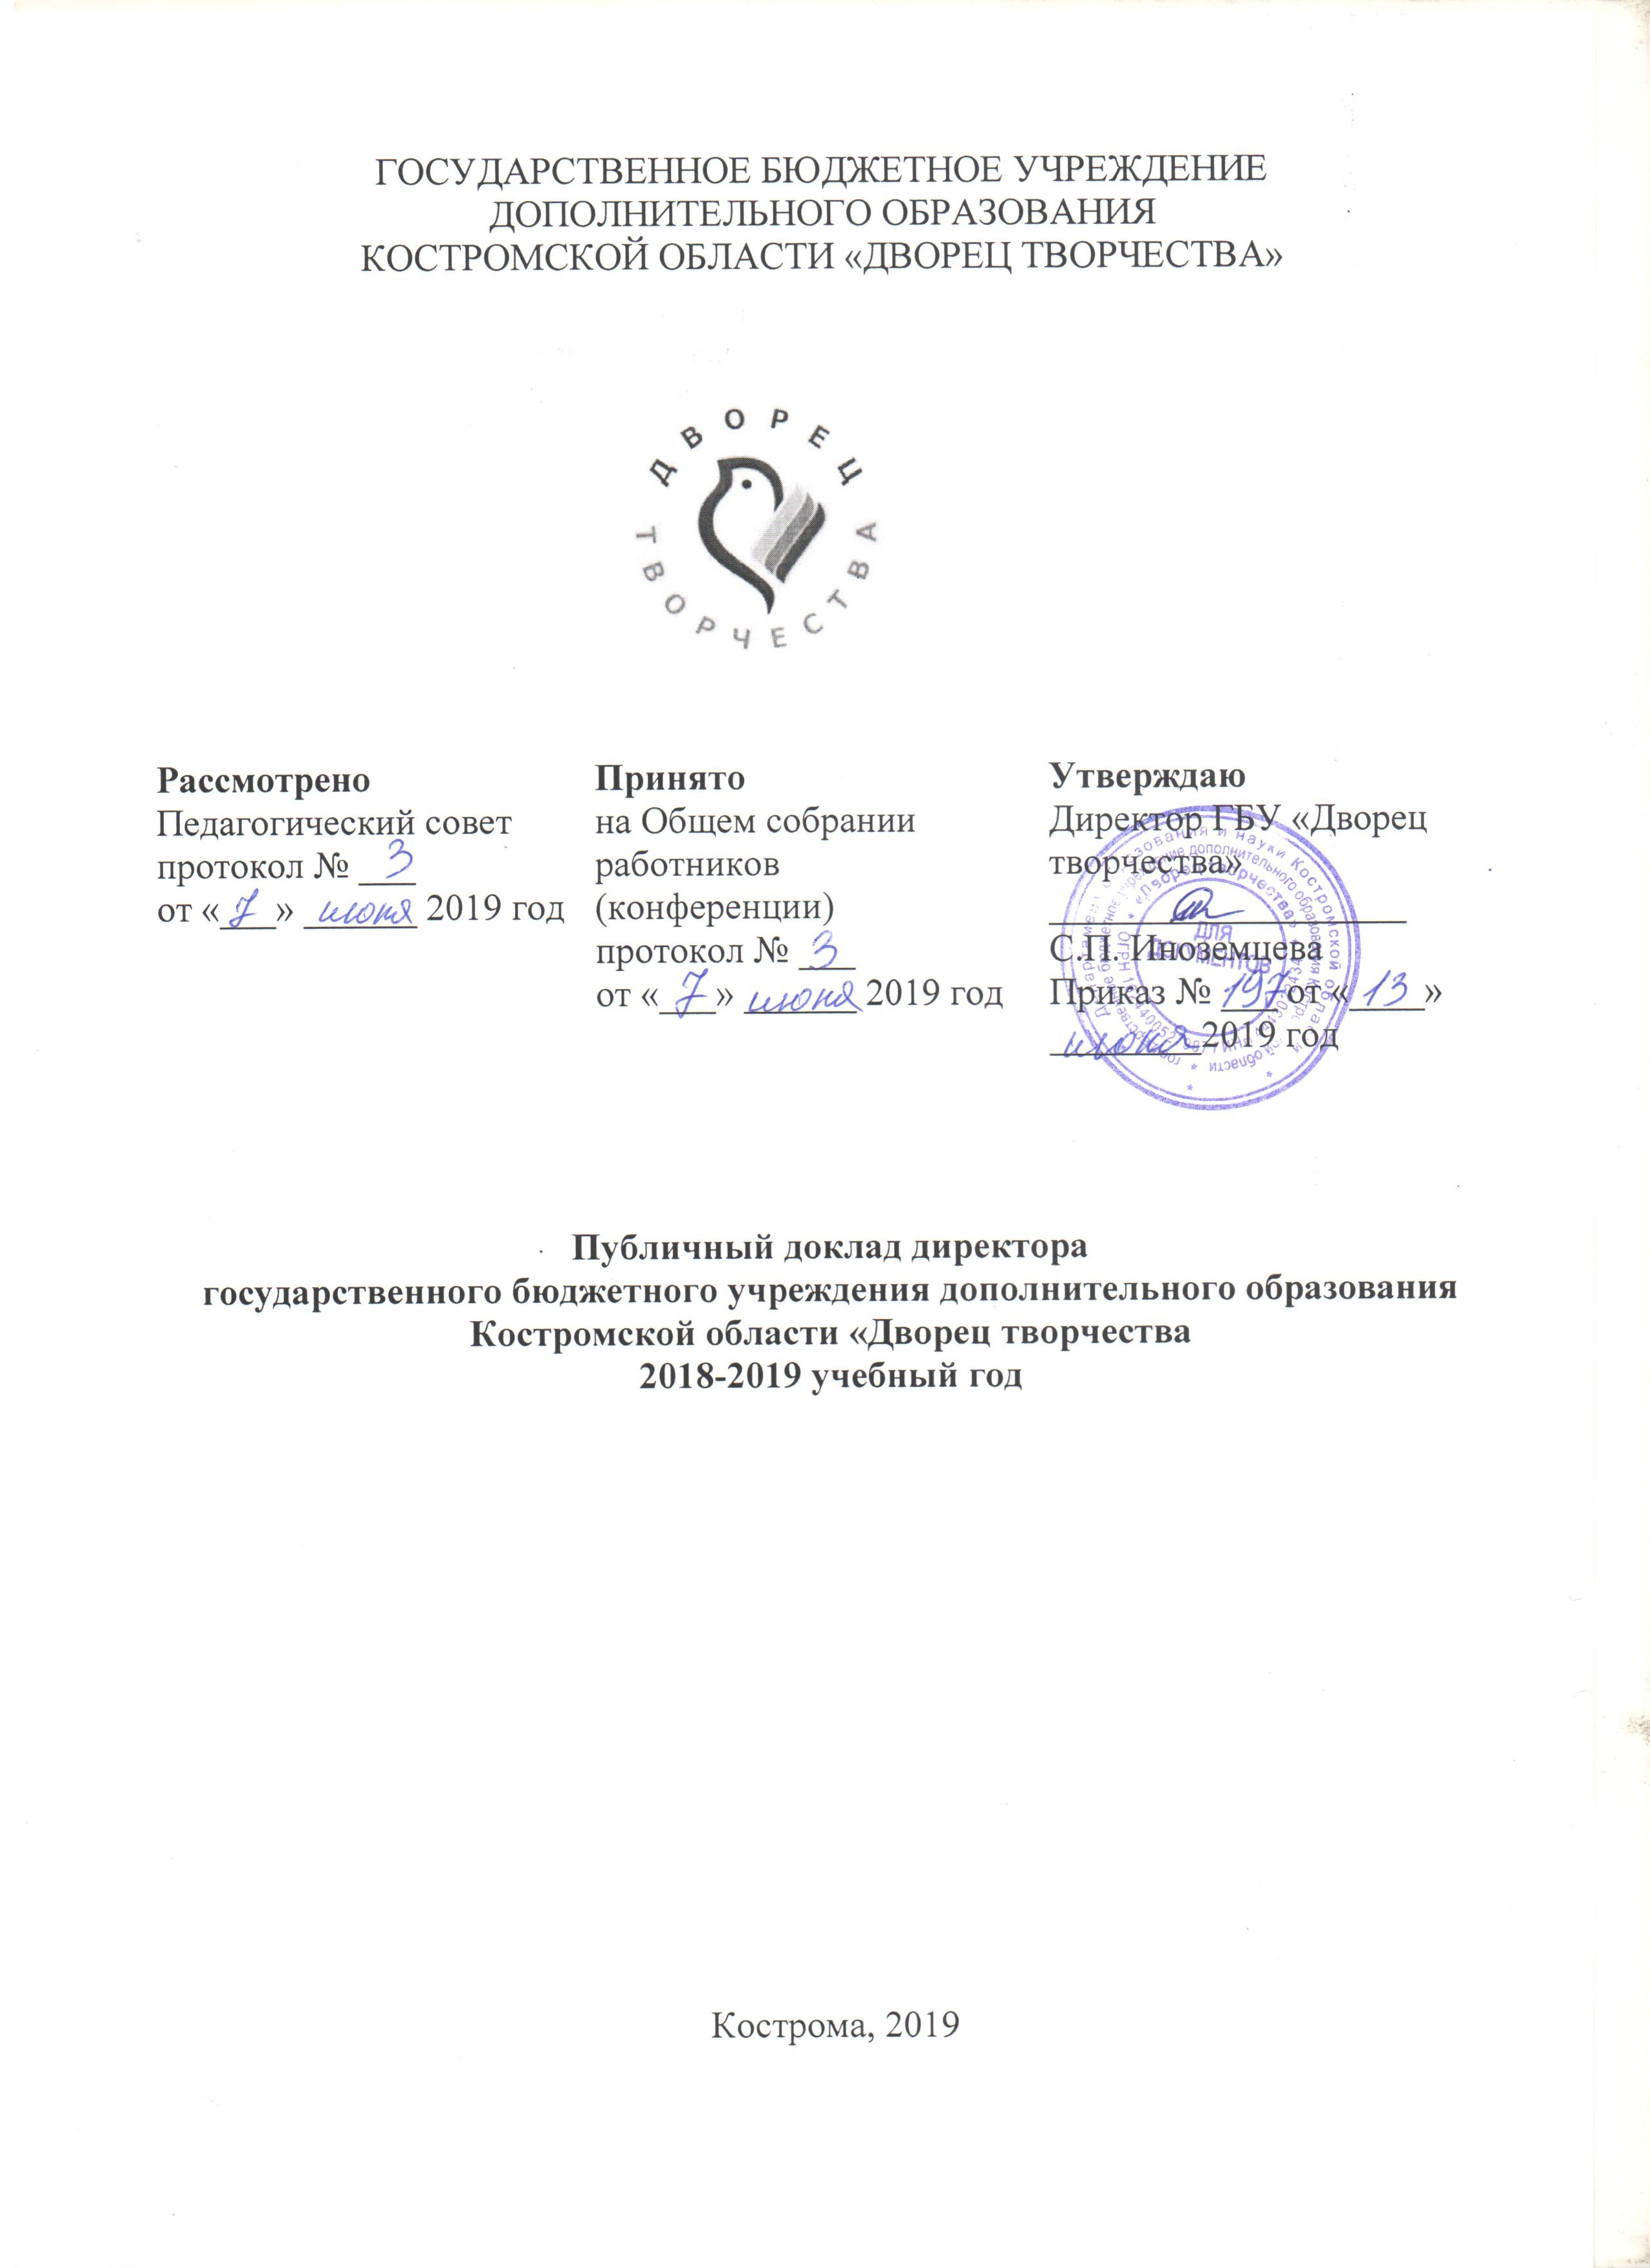 ГОСУДАРСТВЕННОЕ БЮДЖЕТНОЕ УЧРЕЖДЕНИЕ
ДОПОЛНИТЕЛЬНОГО ОБРАЗОВАНИЯ
КОСТРОМСКОЙ ОБЛАСТИ «ДВОРЕЦ ТВОРЧЕСТВА»
ДВОРЕЦ
ТВОРЧЕСТВА
Рассмотрено
Педагогический совет
протокол № 3
от «7» июня 2019 год
Принято
на Общем собрании
работников
(конференции)
протокол № 3
от «7» июня 2019 год
Утверждаю
Директор ГБУ «Дворец
творчества»
С.П. Иноземцева
Приказ № 197 от «13»
июня 2019 год
ДЛЯ
ДОКУМЕНТОВ
Публичный доклад директора
государственного бюджетного учреждения дополнительного образования
Костромской области «Дворец творчества
2018-2019 учебный год
Кострома, 2019